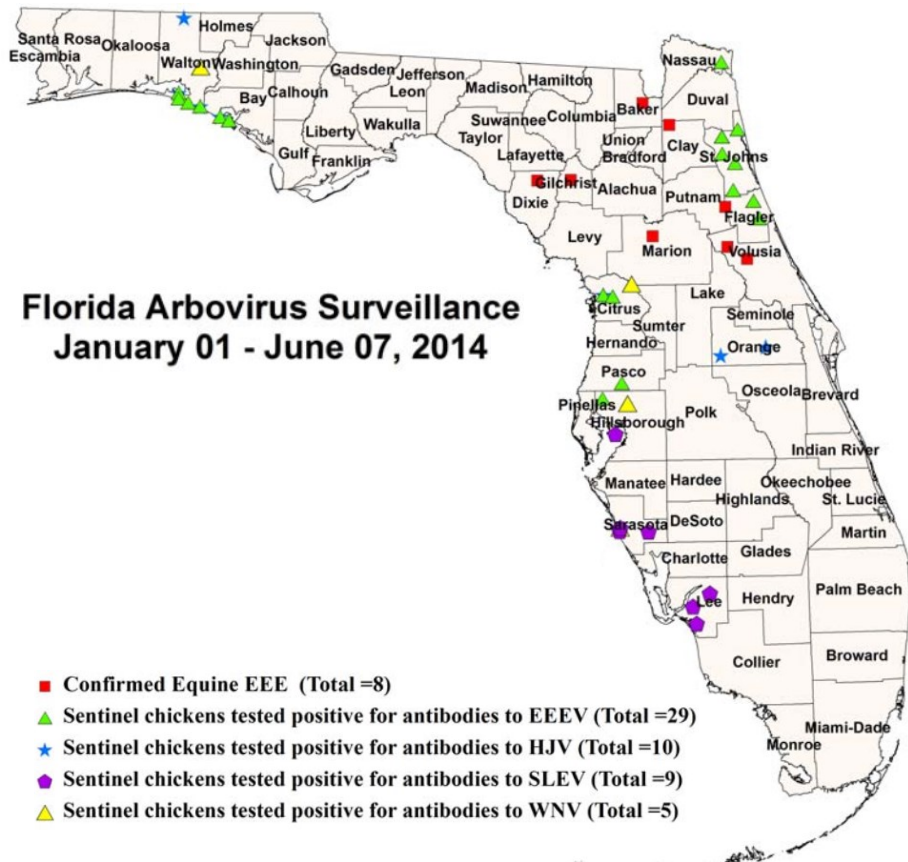 Holmes
Jackson
Santa Rosa
Okaloosa
Escambia
Walton
Washington
Gadsden
Jefferson
Hamilton
Nassau
Bay
Calhoun
Leon
Madison
Baker
Duval
Liberty
Wakulla
Suwannee
Columbia
Taylor
Union
Clay
Gulf
Franklin
Lafayette
Bradford
St. Johns
Gilchrist
Alachua
Putnam
Dixie
Flagler
Levy
Marion
Volusia
Florida Arbovirus Surveillance
January 01 - June 07, 2014
Lake
Citrus
Seminole
Sumter
Hernando
Orange
Pasco
Osceola
Brevard
Pinellas
Polk
Hillsborough
Indian River
Manatee
Hardee
Okeechobee
Highlands
St. Lucie
Sarasota
DeSoto
Martin
Charlotte
Glades
Lee
Hendry
Palm Beach
Collier
Broward
Miami-Dade
Monroe
Confirmed Equine EEE (Total =8)
Sentinel chickens tested positive for antibodies to EEEV (Total =29)
Sentinel chickens tested positive for antibodies to HJV (Total =10)
Sentinel chickens tested positive for antibodies to SLEV (Total =9)
Sentinel chickens tested positive for antibodies to WNV (Total =5)